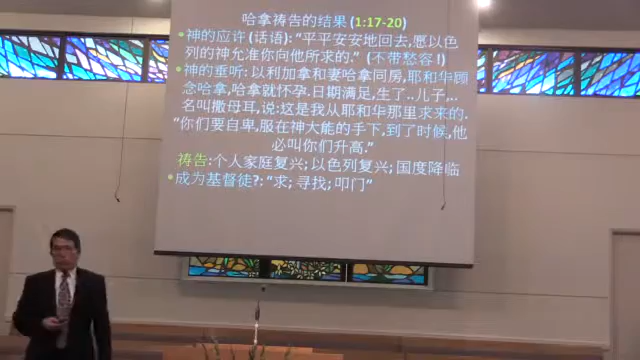 哈拿祷告的结果 (1:17-20)
•神的应许(话语): “平平安安地回去,愿以色
列的神允准你向他所求的.” (不带愁容!)
•神的垂听: 以利加拿和妻哈拿同房,耶和华顾
念哈拿,哈拿就怀孕.日期满足,生了..儿子,..
名叫撒母耳,说:这是我从耶和华那里求来的.
“你们要自卑,服在神大能的手下,到了时候,他
必叫你们升高.”
祷告:个人家庭复兴; 以色列复兴; 国度降临
•成为基督徒?: “求; 寻找; 叩门”